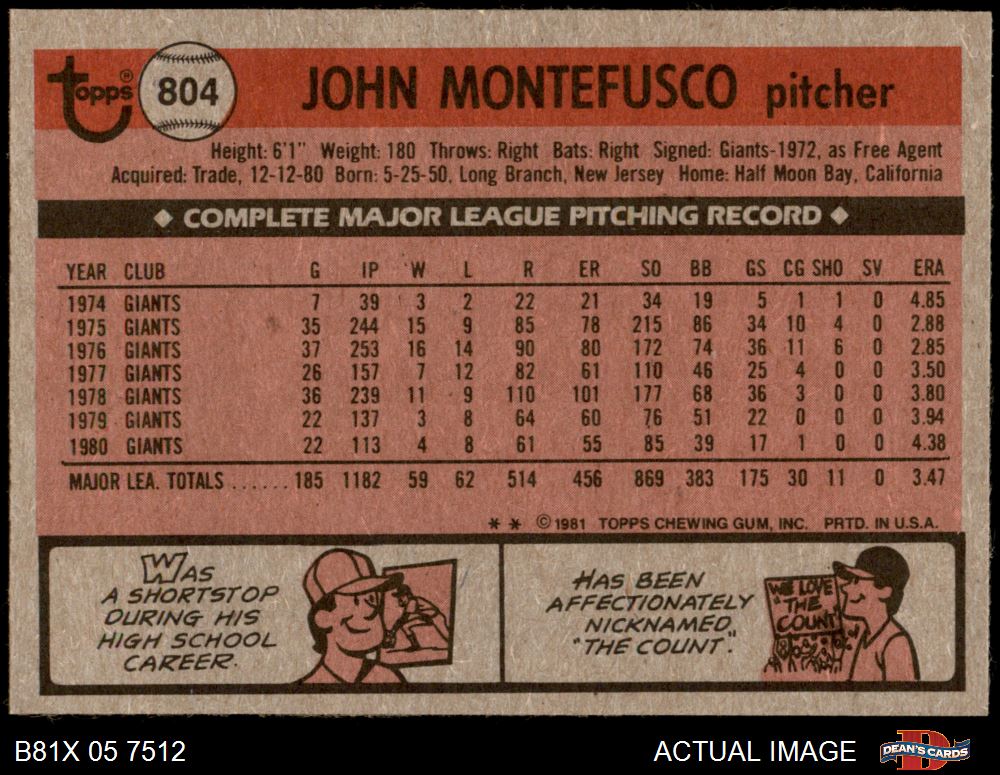 topps® 804 JOHN MONTEFUSCO pitcher
Height: 6'1" Weight: 180 Throws: Right Bats: Right Signed: Giants-1972, as Free Agent
Acquired: Trade, 12-12-80 Born: 5-25-50, Long Branch, New Jersey Home: Half Moon Bay, California
◆ COMPLETE MAJOR LEAGUE PITCHING RECORD ◆
YEAR CLUB G IP W L R ER SO BB GS CG SHO SV ERA
1974 GIANTS 7 39 3 2 22 21 34 19 5 1 1 0 4.85
1975 GIANTS 35 244 15 9 85 78 215 86 34 10 4 0 2.88
1976 GIANTS 37 253 16 14 90 80 172 74 36 11 6 0 2.85
1977 GIANTS 26 157 7 12 82 61 110 46 25 4 0 0 3.50
1978 GIANTS 36 239 11 9 110 101 177 68 36 3 0 0 3.80
1979 GIANTS 22 137 3 8 64 60 76 51 22 0 0 0 3.94
1980 GIANTS 22 113 4 8 61 55 85 39 17 1 0 0 4.38
MAJOR LEA. TOTALS ...... 185 1182 59 62 514 456 869 383 175 30 11 0 3.47
* * ©1981 TOPPS CHEWING GUM, INC. PRTD. IN U.S.A.
WAS
A SHORTSTOP
DURING HIS
HIGH SCHOOL
CAREER.
HAS BEEN
AFFECTIONATELY
NICKNAMED,
"THE COUNT".
WE LOVE
"THE
COUNT"
B81X 05 7512 ACTUAL IMAGE DEAN'S CARDS